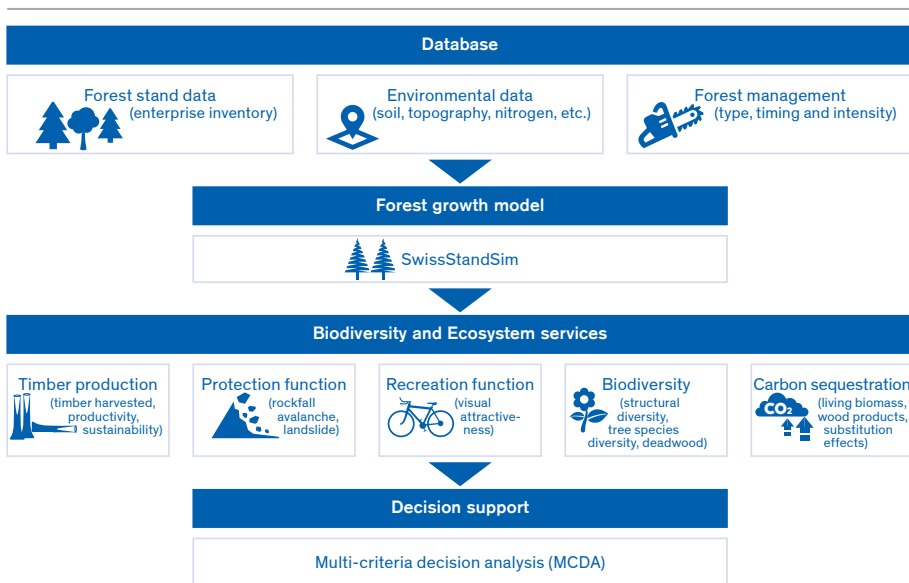 Database
Forest stand data
(enterprise inventory)
Environmental data
(soil, topography, nitrogen, etc.)
Forest management
(type, timing and intensity)
Forest growth model
SwissStandSim
Biodiversity and Ecosystem services
Timber production
(timber harvested,
productivity,
sustainability)
Protection function
(rockfall
avalanche,
landslide)
Recreation function
(visual
attractive-
ness)
Biodiversity
(structural
diversity,
tree species
diversity, deadwood)
Carbon sequestration
CO2
(living biomass,
wood products,
substitution
effects)
Decision support
Multi-criteria decision analysis (MCDA)